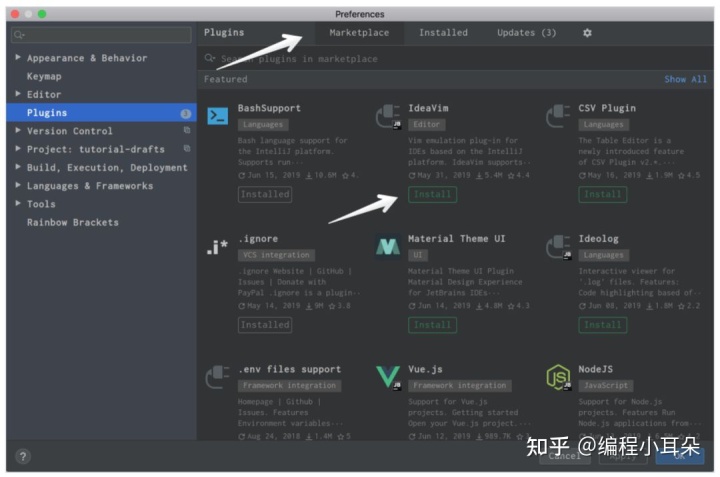 Preferences
Plugins
Marketplace
Installed
Updates (3)
Search plugins in marketplace
Appearance & Behavior
Keymap
Editor
Plugins
Version Control
Project: tutorial-drafts
Build, Execution, Deployment
Languages & Frameworks
Tools
Rainbow Brackets
Featured
Show All
BashSupport
Languages
Bash language support for
the IntelliJ platform.
Supports run···
Jun 15, 2019 10.6M 4.
Installed
IdeaVim
Editor
Vim emulation plug-in for
IDEs based on the IntelliJ
platform. IdeaVim supports···
May 31, 2019 5.4M 4.4
Install
CSV Plugin
Languages
The Table Editor is a
newly introduced feature
of CSV Plugin v2.×.···
May 16, 2019 1.9M 4.5
Install
.ignore
VCS integration
.ignore Website | GitHub |
Issues | Donate with
PayPal .ignore is a plugin···
May 14, 2019 9M 3.8
Installed
Material Theme UI
UI
Material Theme UI Plugin
Material Design Experience
for JetBrains IDEs···
Jun 14, 2019 4.9M 4.3
Install
Ideolog
Languages
Interactive viewer for
'.log' files. Features:
Code highlighting based of···
Jun 08, 2019 1.8M 2.2
Install
.env files support
Framework integration
Homepage | Github |
Issues. Features
Environment variables···
Aug 24, 2018 1.4M 5
Vue.js
Framework integration
Support for Vue.js
projects. Getting started
Open your Vue.js project.···
Jun 12, 2019 989.7K
NodeJS
JavaScript
Support for Node.js
projects. Features Run
Node.js applications from···
知乎 @编程小耳朵
Cancel
Apply
OK